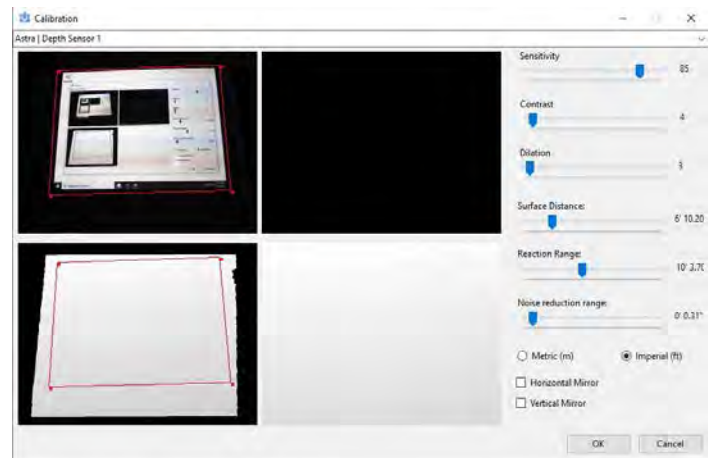 Calibration
Astra | Depth Sensor 1
Sensitivity
85
Contrast
4
Dilation
3
Surface Distance:
6' 10.20
Reaction Range:
10' 3.70
Noise reduction range:
0' 0.31"
Metric (m)
Imperial (ft)
Horizontal Mirror
Vertical Mirror
OK
Cancel